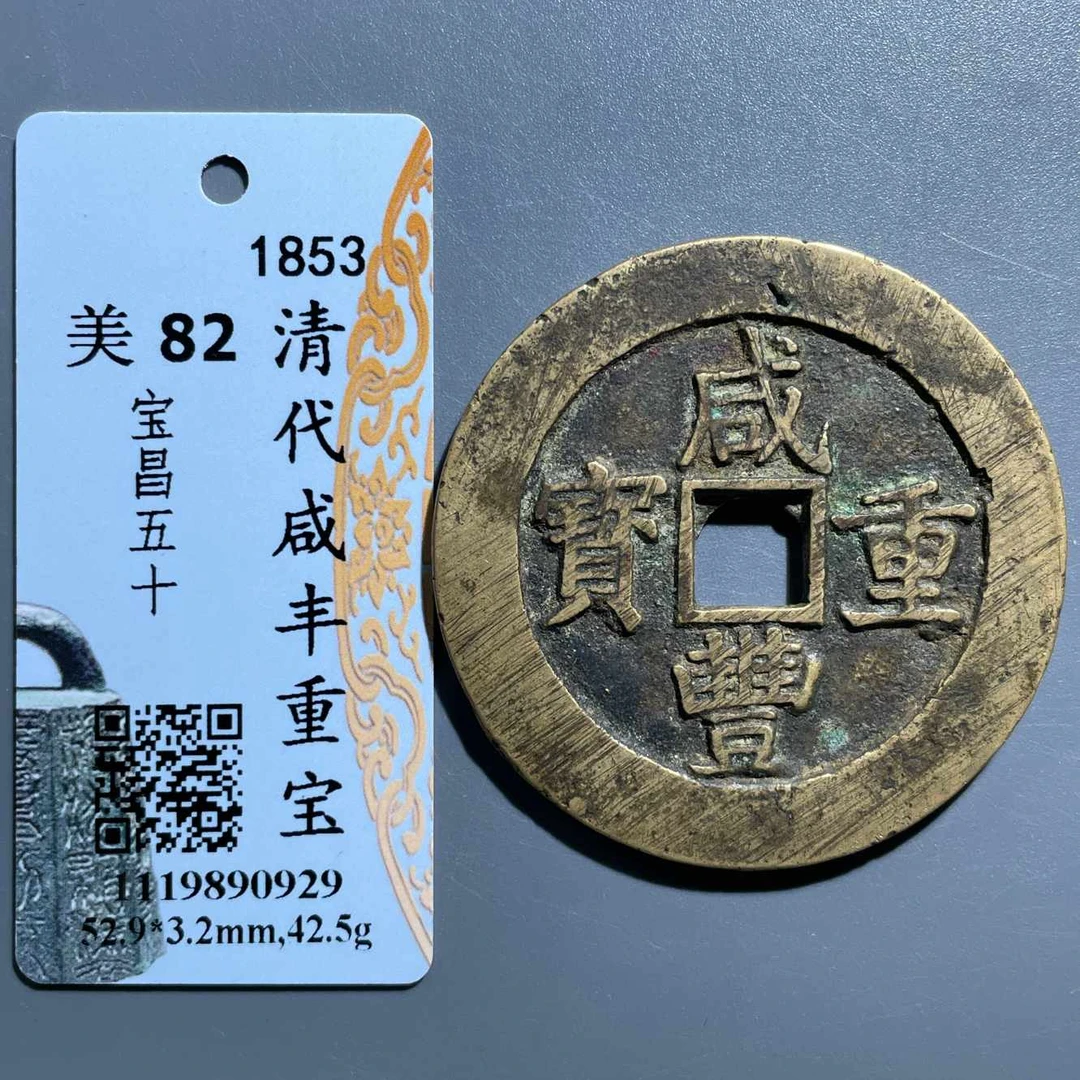 1853
清代咸丰重宝
美 82
宝昌五十
1119890929
52.9*3.2mm,42.5g
咸豐重寶